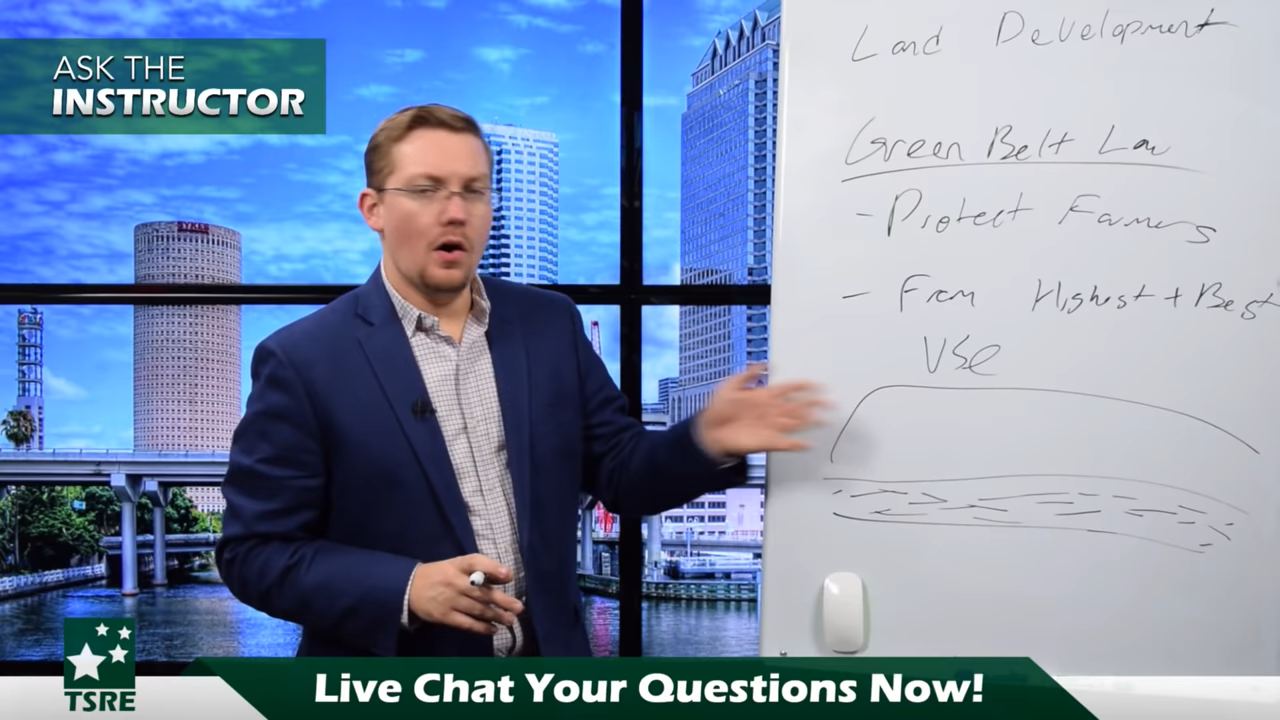 ASK THE
INSTRUCTOR
SYKES
Land Development
Green Belt Law
- Protect Farmers
- From Highest + Best
Use
TSRE
Live Chat Your Questions Now!